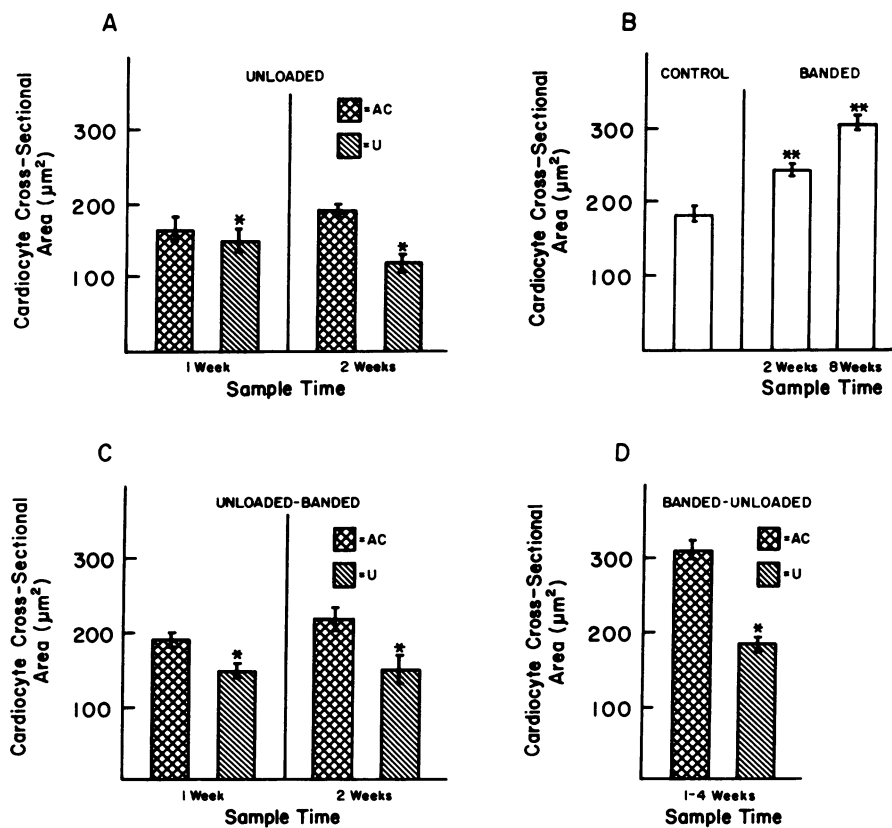 A
UNLOADED
= AC
= U
Cardiocyte Cross-Sectional
Area (μm²)
300
200
100
*
*
1 Week
2 Weeks
Sample Time
B
CONTROL
BANDED
Cardiocyte Cross-Sectional
Area (μm²)
300
200
100
**
**
2 Weeks
8 Weeks
Sample Time
C
UNLOADED-BANDED
= AC
= U
Cardiocyte Cross-Sectional
Area (μm²)
300
200
100
*
*
1 Week
2 Weeks
Sample Time
D
BANDED-UNLOADED
= AC
= U
Cardiocyte Cross-Sectional
Area (μm²)
300
200
100
*
1-4 Weeks
Sample Time